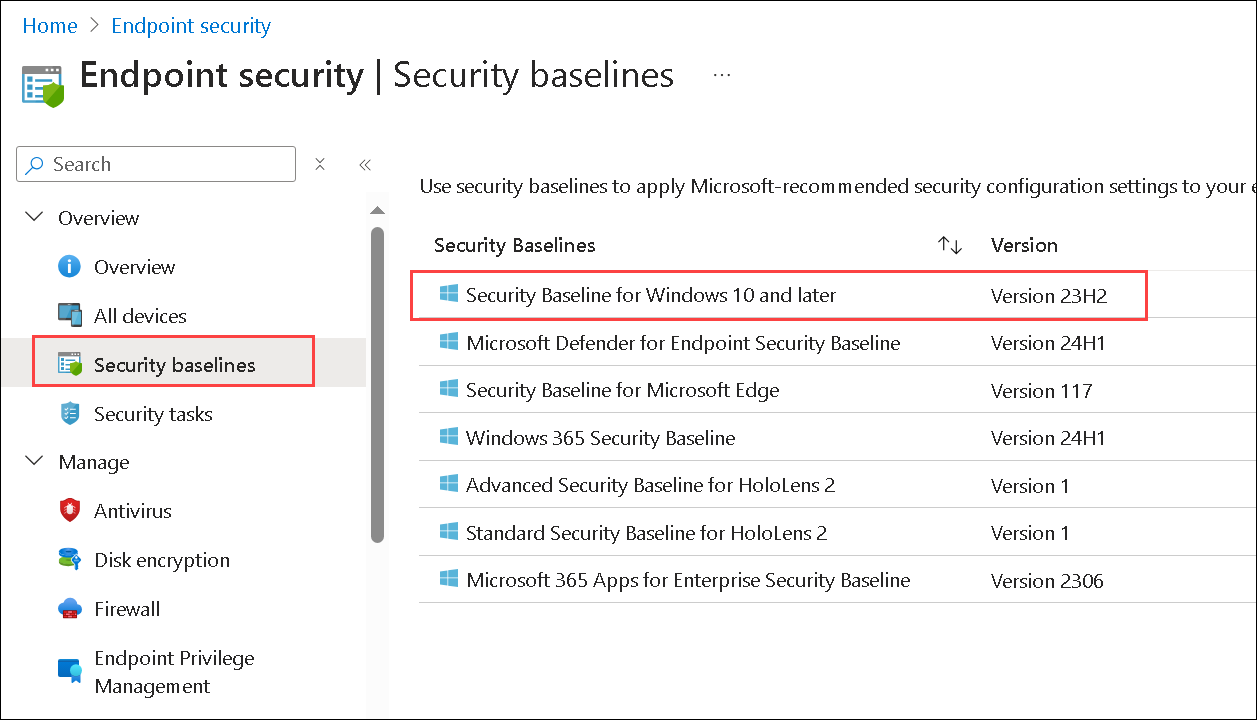 Home > Endpoint security
Endpoint security | Security baselines ...
Search
Overview
Overview
All devices
Security baselines
Security tasks
Manage
Antivirus
Disk encryption
Firewall
Endpoint Privilege
Management
Use security baselines to apply Microsoft-recommended security configuration settings to your
Security Baselines Version
Security Baseline for Windows 10 and later Version 23H2
Microsoft Defender for Endpoint Security Baseline Version 24H1
Security Baseline for Microsoft Edge Version 117
Windows 365 Security Baseline Version 24H1
Advanced Security Baseline for HoloLens 2 Version 1
Standard Security Baseline for HoloLens 2 Version 1
Microsoft 365 Apps for Enterprise Security Baseline Version 2306